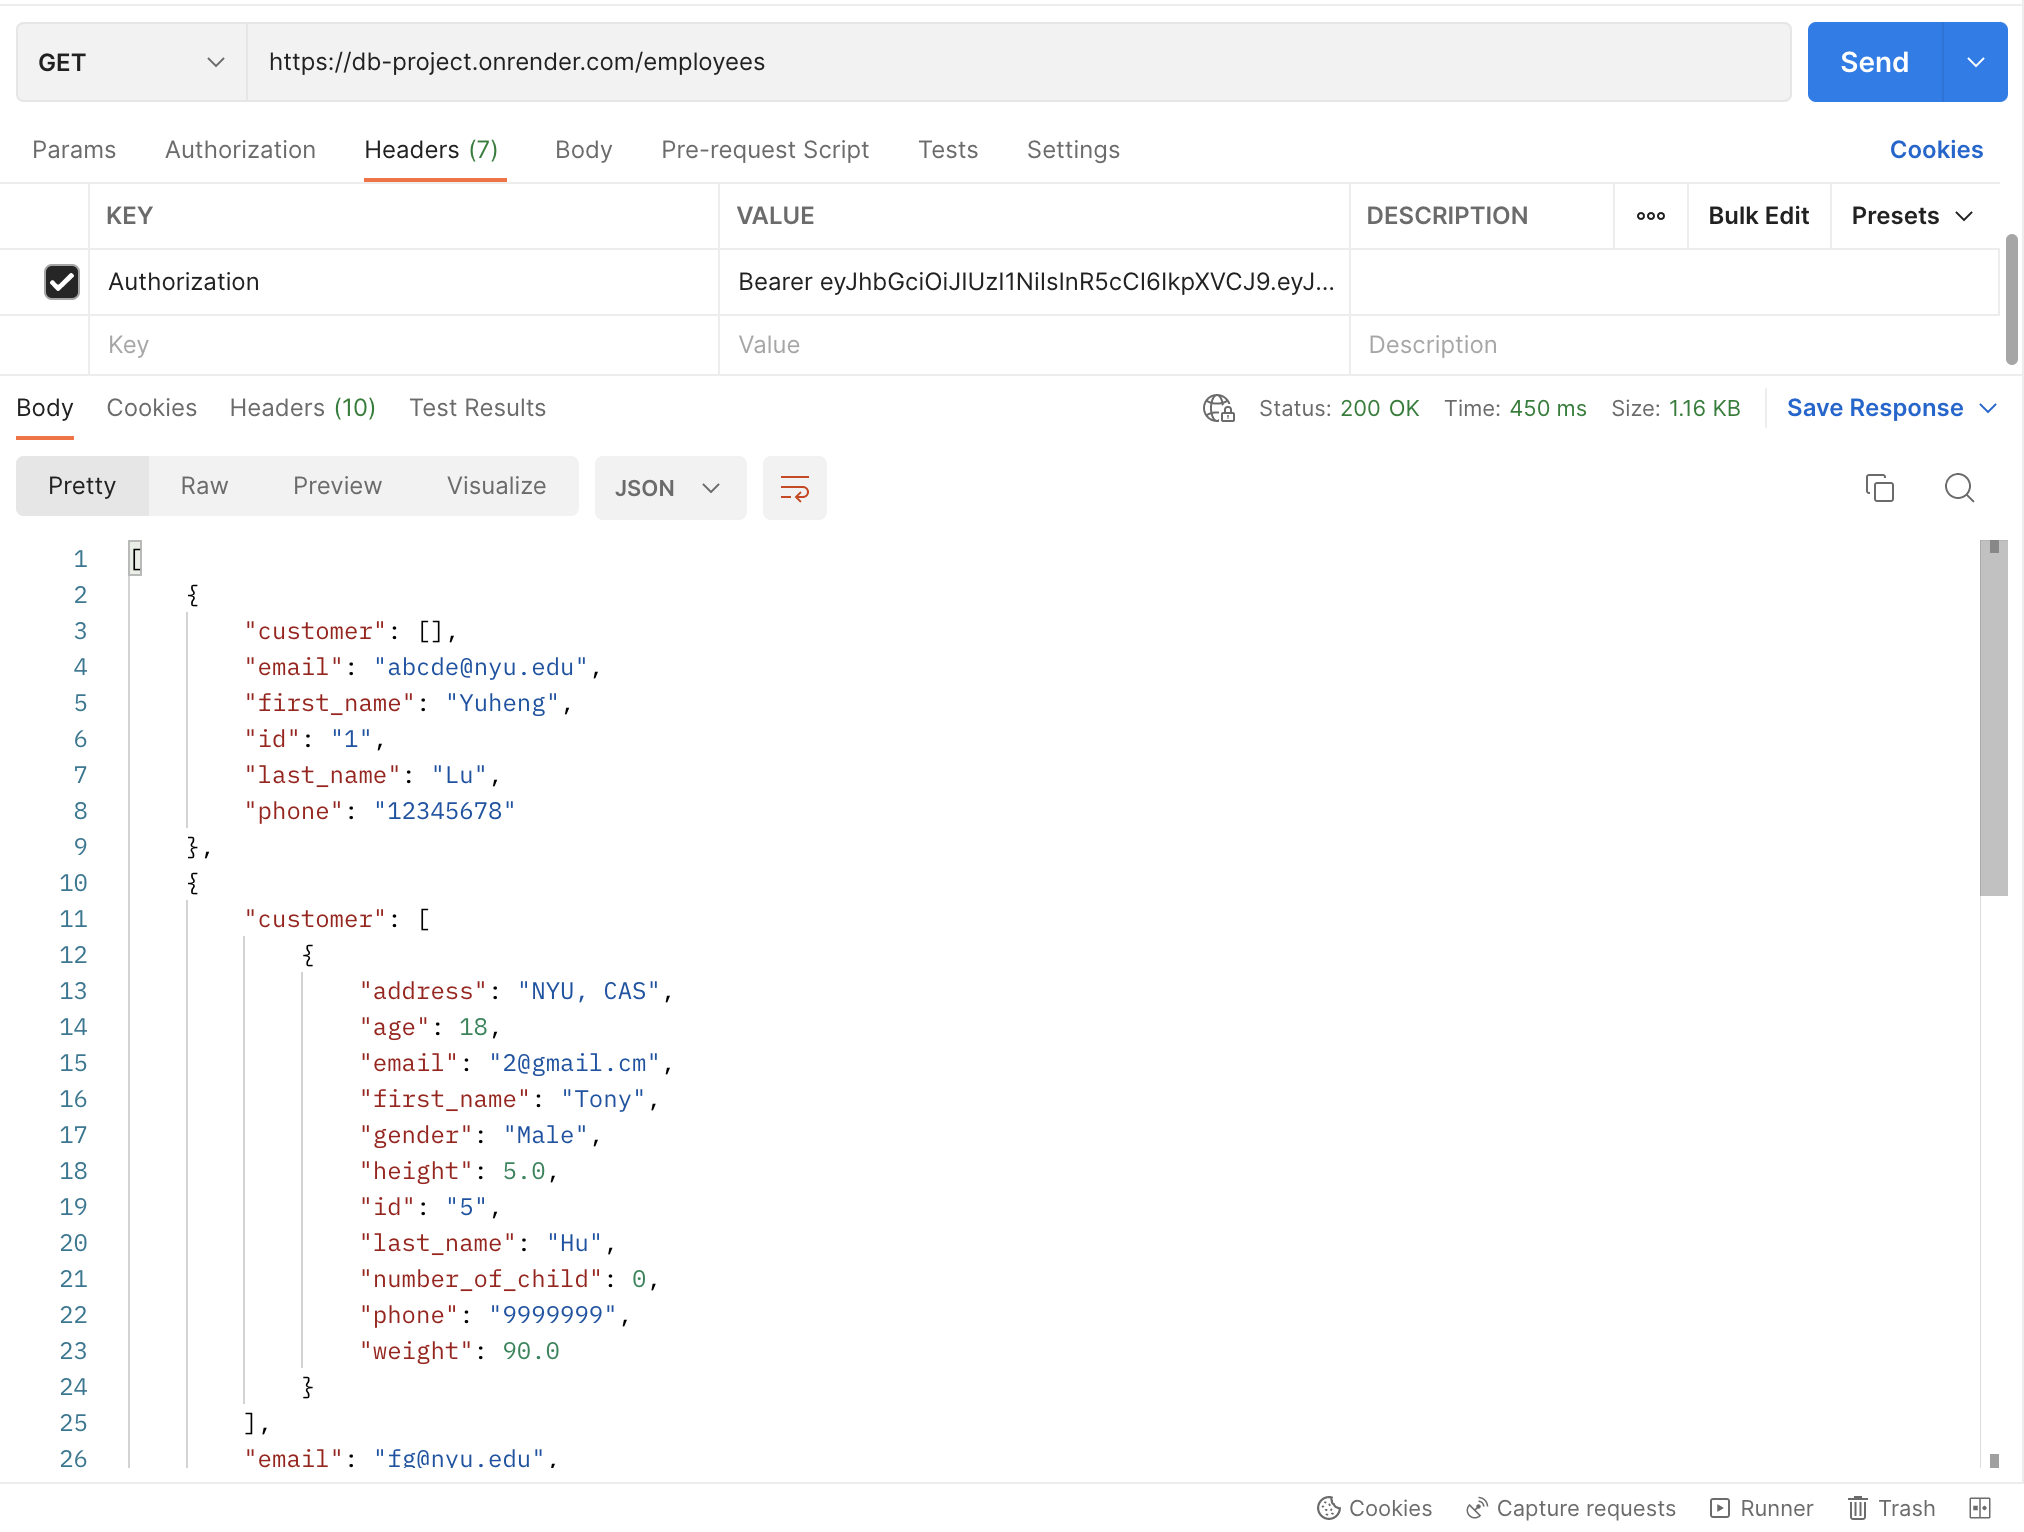 GET https://db-project.onrender.com/employees Send
Params Authorization Headers (7) Body Pre-request Script Tests Settings Cookies
KEY VALUE DESCRIPTION ooo Bulk Edit Presets
Authorization Bearer eyJhbGciOiJIUzI1NiIsInR5cCI6IkpXVCJ9.eyJ...
Key Value Description
Body Cookies Headers (10) Test Results Status: 200 OK Time: 450 ms Size: 1.16 KB Save Response
Pretty Raw Preview Visualize JSON
1 [
2 {
3 "customer": [],
4 "email": "abcde@nyu.edu",
5 "first_name": "Yuheng",
6 "id": "1",
7 "last_name": "Lu",
8 "phone": "12345678"
9 },
10 {
11 "customer": [
12 {
13 "address": "NYU, CAS",
14 "age": 18,
15 "email": "2@gmail.cm",
16 "first_name": "Tony",
17 "gender": "Male",
18 "height": 5.0,
19 "id": "5",
20 "last_name": "Hu",
21 "number_of_child": 0,
22 "phone": "9999999",
23 "weight": 90.0
24 }
25 ],
26 "email": "fg@nyu.edu",
Cookies Capture requests Runner Trash